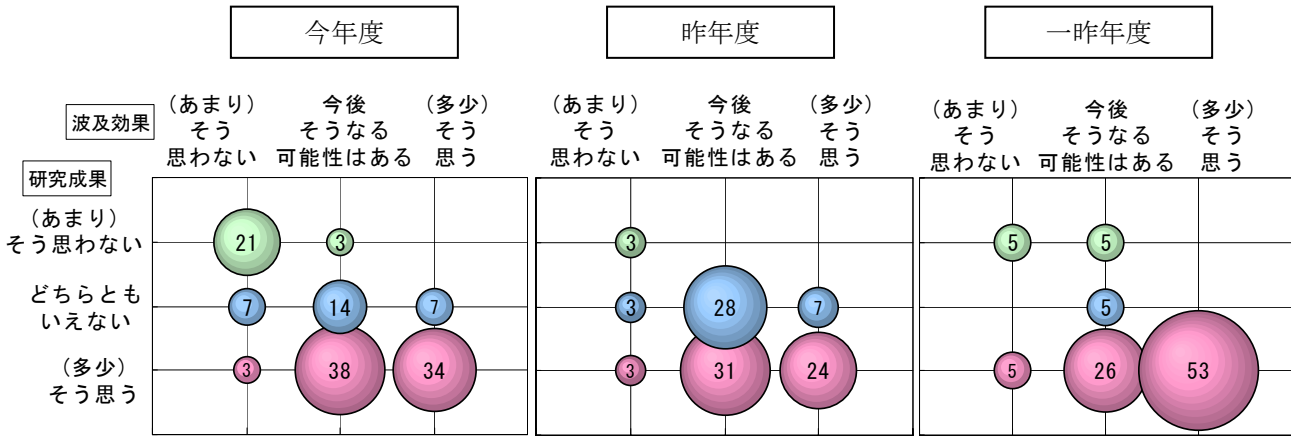 今年度
昨年度
一昨年度
波及効果
(あまり)
そう
思わない
今後
そうなる
可能性はある
(多少)
そう
思う
(あまり)
そう
思わない
今後
そうなる
可能性はある
(多少)
そう
思う
(あまり)
そう
思わない
今後
そうなる
可能性はある
(多少)
そう
思う
研究成果
(あまり)
そう思わない
21
3
3
5
5
どちらとも
いえない
7
14
7
3
28
7
5
(多少)
そう思う
3
38
34
3
31
24
5
26
53